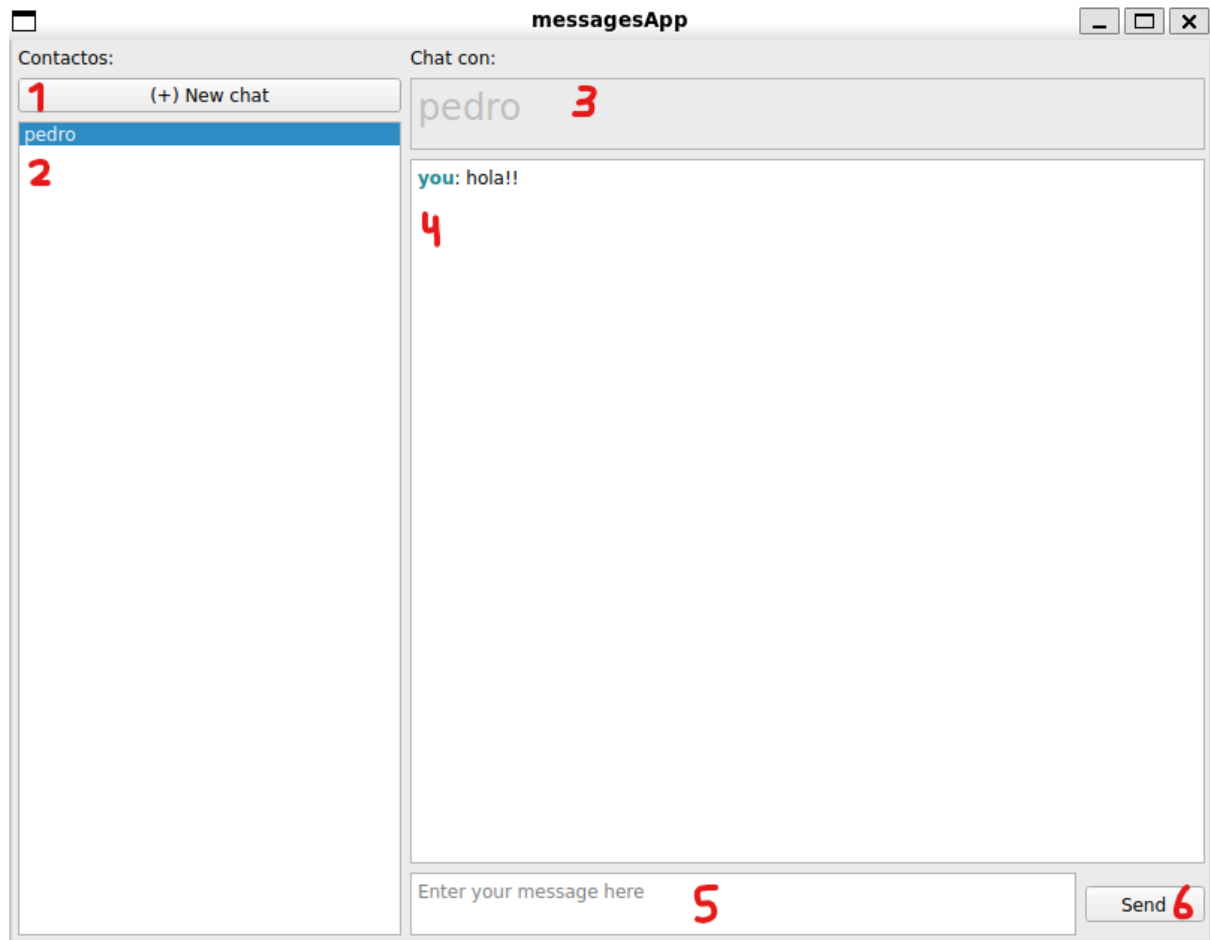 messagesApp
Contactos:
1 (+) New chat
pedro
2
Chat con:
pedro 3
you: hola!!
4
Enter your message here 5
Send 6